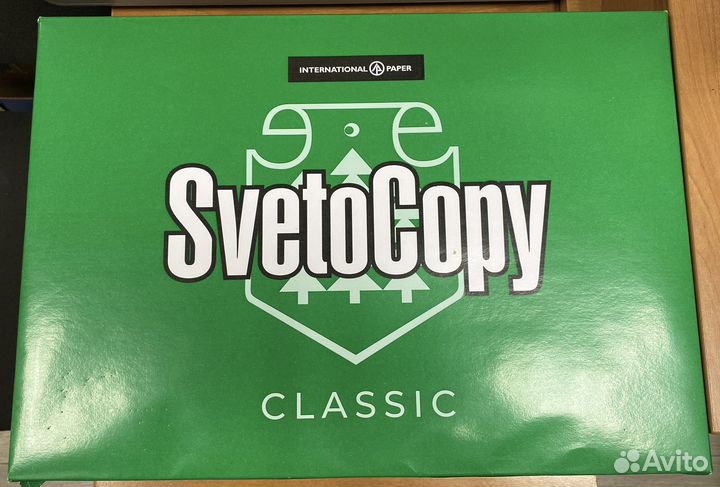 INTERNATIONAL PAPER
SvetoCopy
CLASSIC
Avito